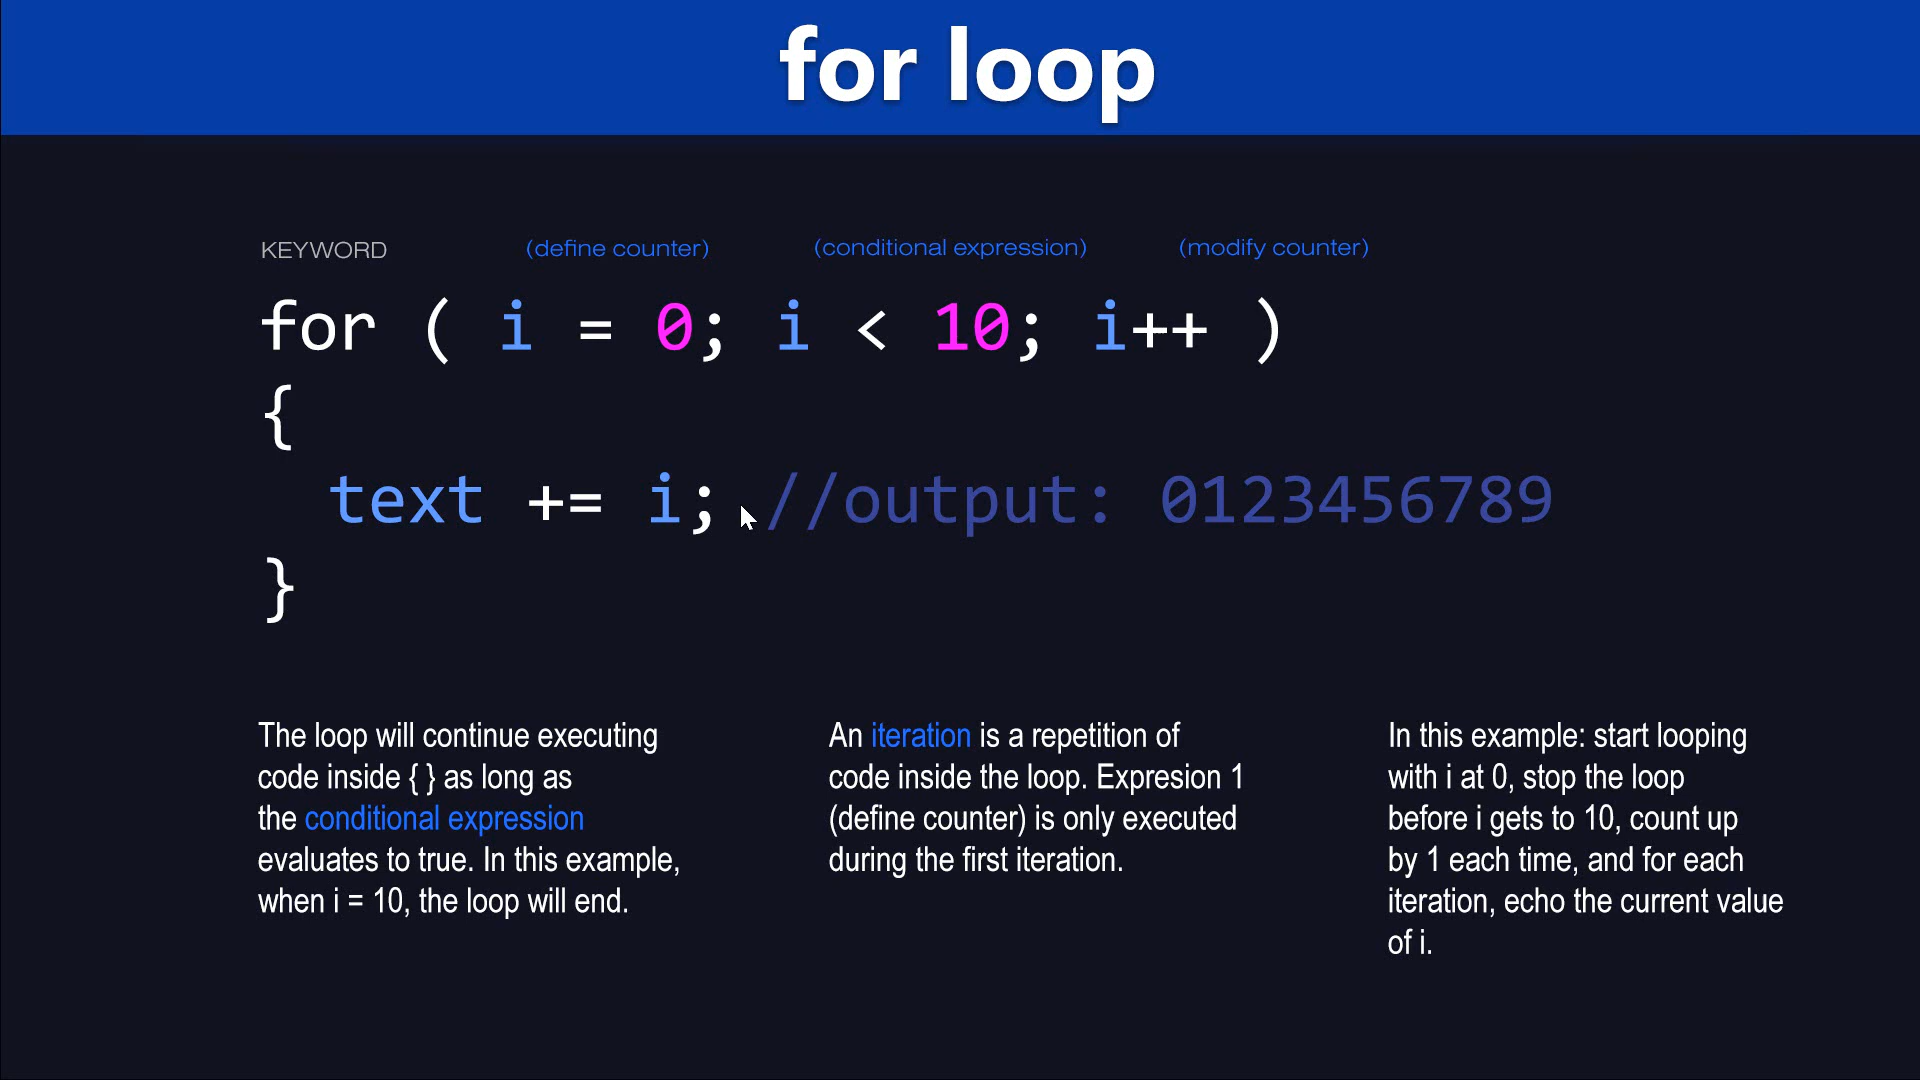 for loop
KEYWORD (define counter) (conditional expression) (modify counter)
for ( i = 0; i < 10; i++ )
{
text += i; //output: 0123456789
}
The loop will continue executing
code inside { } as long as
the conditional expression
evaluates to true. In this example,
when i = 10, the loop will end.
An iteration is a repetition of
code inside the loop. Expresion 1
(define counter) is only executed
during the first iteration.
In this example: start looping
with i at 0, stop the loop
before i gets to 10, count up
by 1 each time, and for each
iteration, echo the current value
of i.